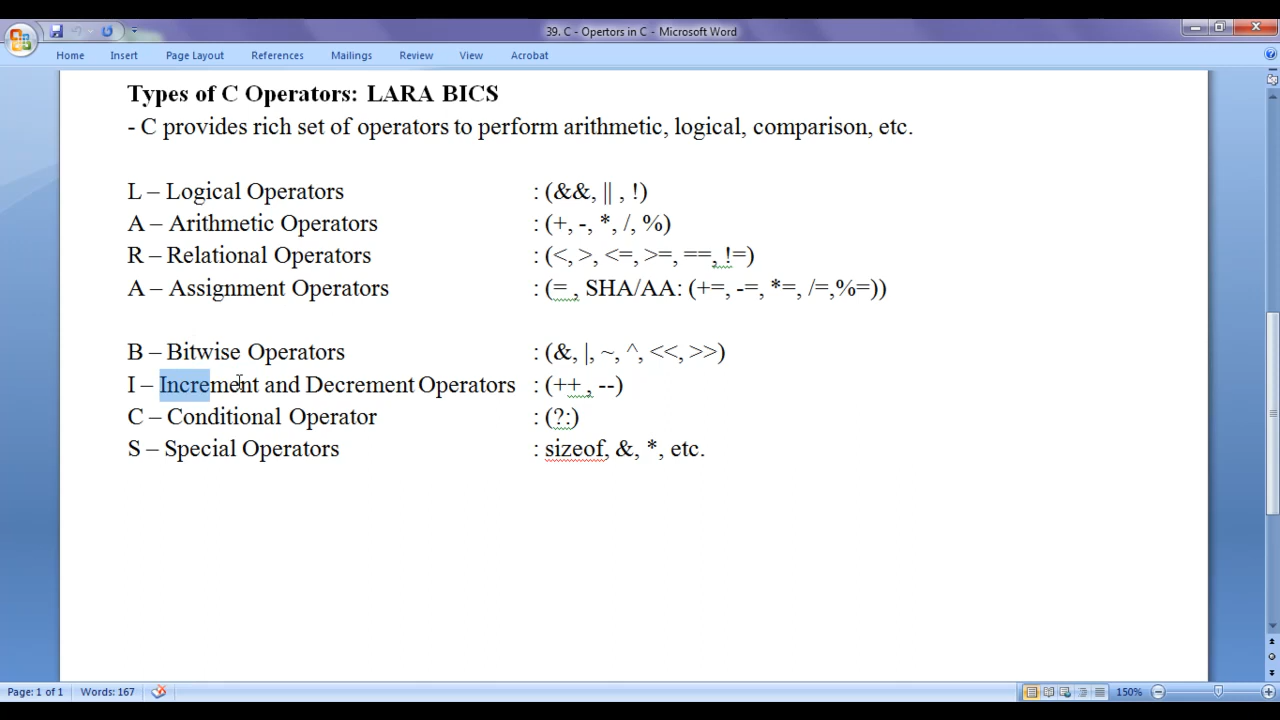 39. C - Opertors in C - Microsoft Word
Home Insert Page Layout References Mailings Review View Acrobat
Types of C Operators: LARA BICS
- C provides rich set of operators to perform arithmetic, logical, comparison, etc.
L – Logical Operators : (&&, || , !)
A – Arithmetic Operators : (+, -, *, /, %)
R – Relational Operators : (<, >, <=, >=, ==, !=)
A – Assignment Operators : (= , SHA/AA: (+=, -=, *=, /=,%=))
B – Bitwise Operators : (&, |, ~, ^, <<, >>)
I – Increment and Decrement Operators : (++ , --)
C – Conditional Operator : (?:)
S – Special Operators : sizeof, &, *, etc.
Page: 1 of 1 Words: 167 150%